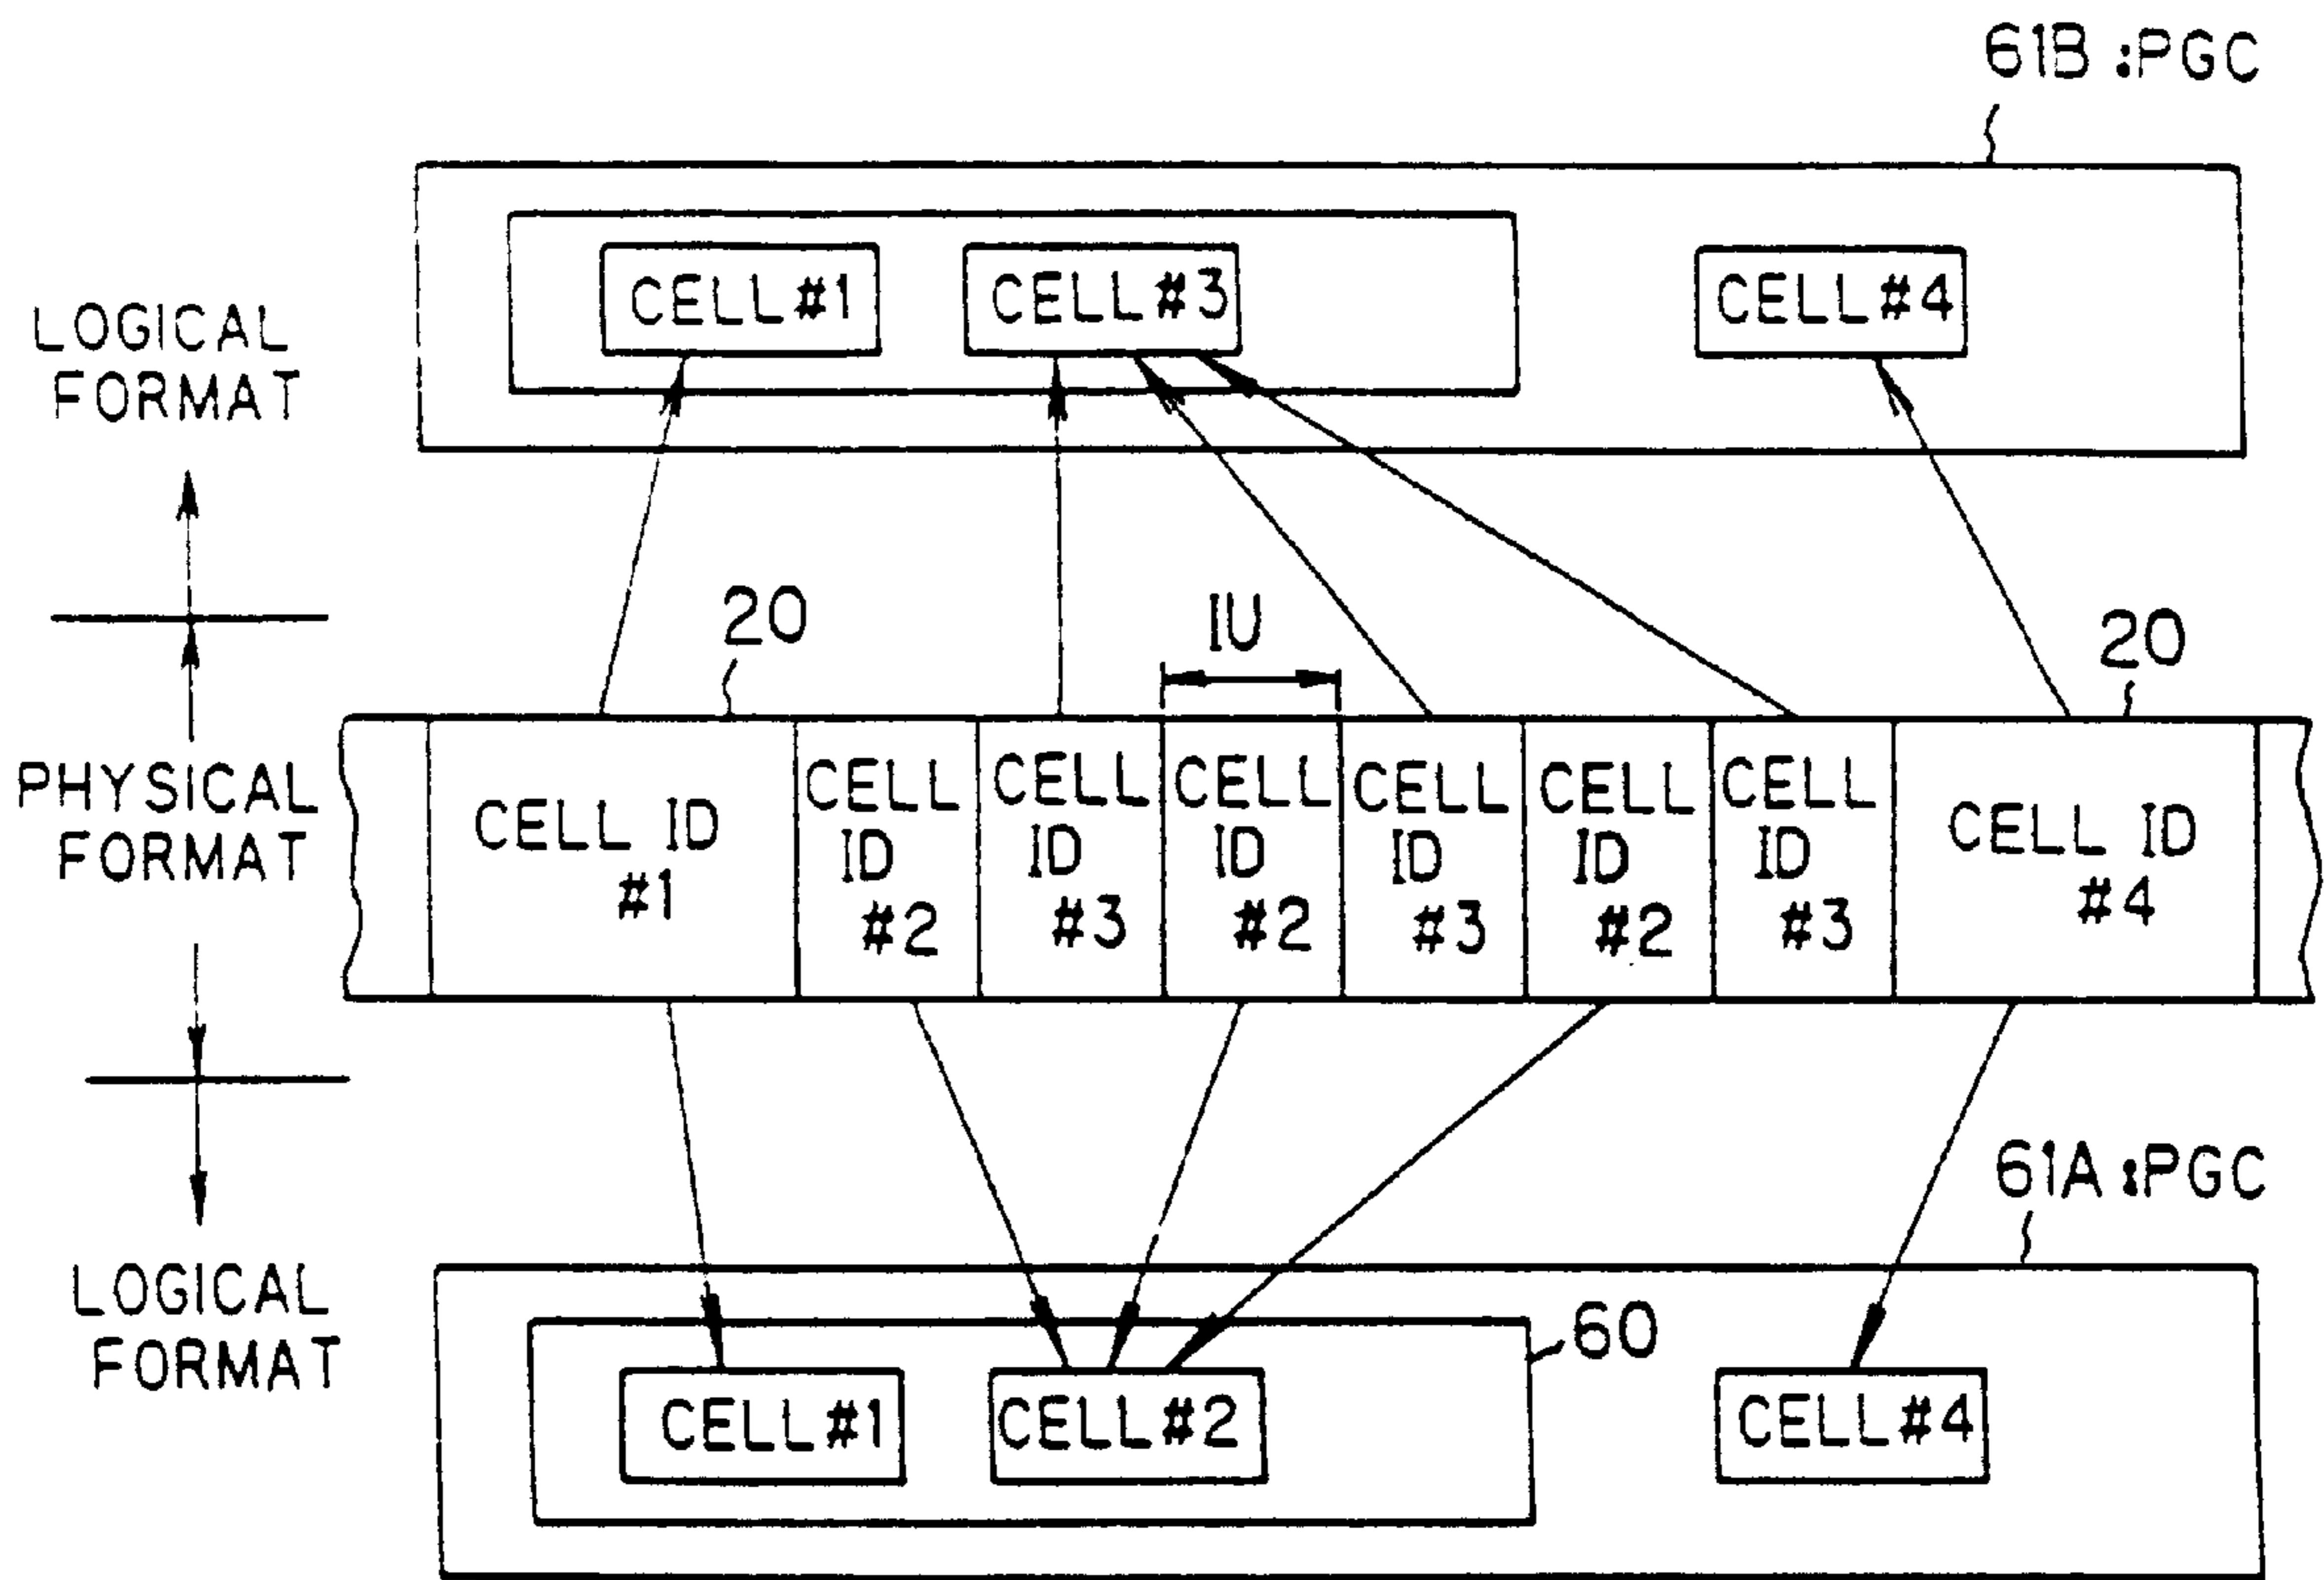 61B :PGC
CELL #1
CELL #3
CELL #4
LOGICAL
FORMAT
20
IU
20
PHYSICAL
FORMAT
CELL ID
#1
CELL
ID
#2
CELL
ID
#3
CELL
ID
#2
CELL
ID
#3
CELL
ID
#2
CELL
ID
#3
CELL ID
#4
61A :PGC
LOGICAL
FORMAT
60
CELL #1
CELL #2
CELL #4